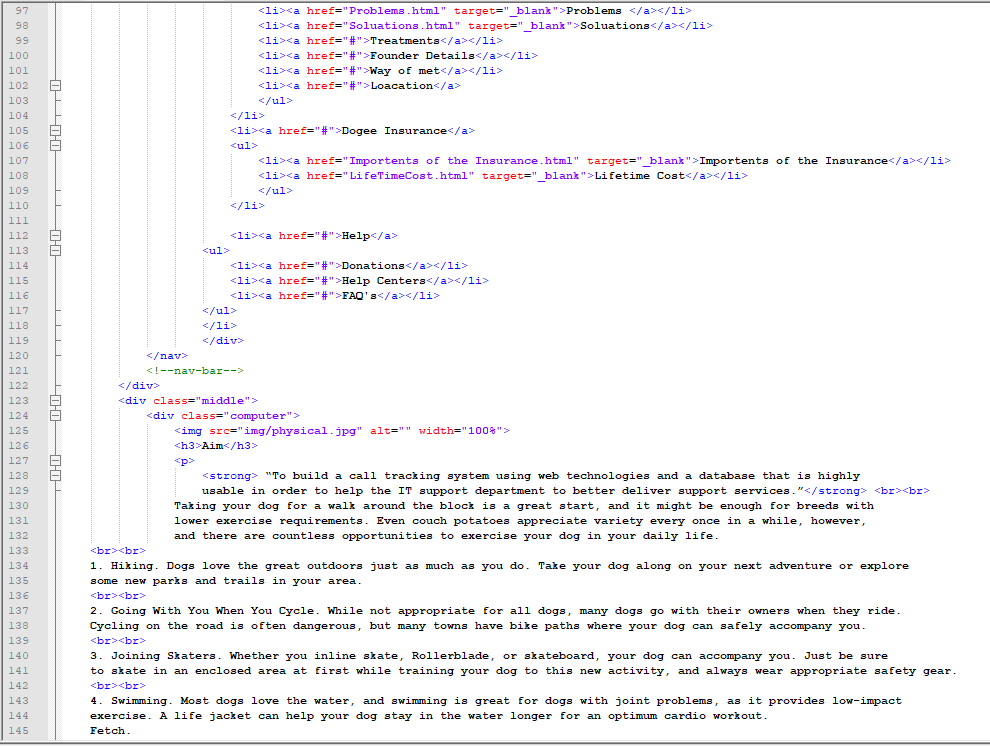 97 <li><a href="Problems.html" target="_blank">Problems </a></li>
98 <li><a href="Soluations.html" target="_blank">Soluations</a></li>
99 <li><a href="#">Treatments</a></li>
100 <li><a href="#">Founder Details</a></li>
101 <li><a href="#">Way of met</a></li>
102 <li><a href="#">Loacation</a>
103 </ul>
104 </li>
105 <li><a href="#">Dogee Insurance</a>
106 <ul>
107 <li><a href="Importents of the Insurance.html" target="_blank">Importents of the Insurance</a></li>
108 <li><a href="LifeTimeCost.html" target="_blank">Lifetime Cost</a></li>
109 </ul>
110 </li>
111
112 <li><a href="#">Help</a>
113 <ul>
114 <li><a href="#">Donations</a></li>
115 <li><a href="#">Help Centers</a></li>
116 <li><a href="#">FAQ's</a></li>
117 </ul>
118 </li>
119 </div>
120 </nav>
121 <!--nav-bar-->
122 </div>
123 <div class="middle">
124 <div class="computer">
125 <img src="img/physical.jpg" alt="" width="100%">
126 <h3>Aim</h3>
127 <p>
128 <strong> “To build a call tracking system using web technologies and a database that is highly
129 usable in order to help the IT support department to better deliver support services.”</strong> <br><br>
130 Taking your dog for a walk around the block is a great start, and it might be enough for breeds with
131 lower exercise requirements. Even couch potatoes appreciate variety every once in a while, however,
132 and there are countless opportunities to exercise your dog in your daily life.
133 <br><br>
134 1. Hiking. Dogs love the great outdoors just as much as you do. Take your dog along on your next adventure or explore
135 some new parks and trails in your area.
136 <br><br>
137 2. Going With You When You Cycle. While not appropriate for all dogs, many dogs go with their owners when they ride.
138 Cycling on the road is often dangerous, but many towns have bike paths where your dog can safely accompany you.
139 <br><br>
140 3. Joining Skaters. Whether you inline skate, Rollerblade, or skateboard, your dog can accompany you. Just be sure
141 to skate in an enclosed area at first while training your dog to this new activity, and always wear appropriate safety gear.
142 <br><br>
143 4. Swimming. Most dogs love the water, and swimming is great for dogs with joint problems, as it provides low-impact
144 exercise. A life jacket can help your dog stay in the water longer for an optimum cardio workout.
145 Fetch.